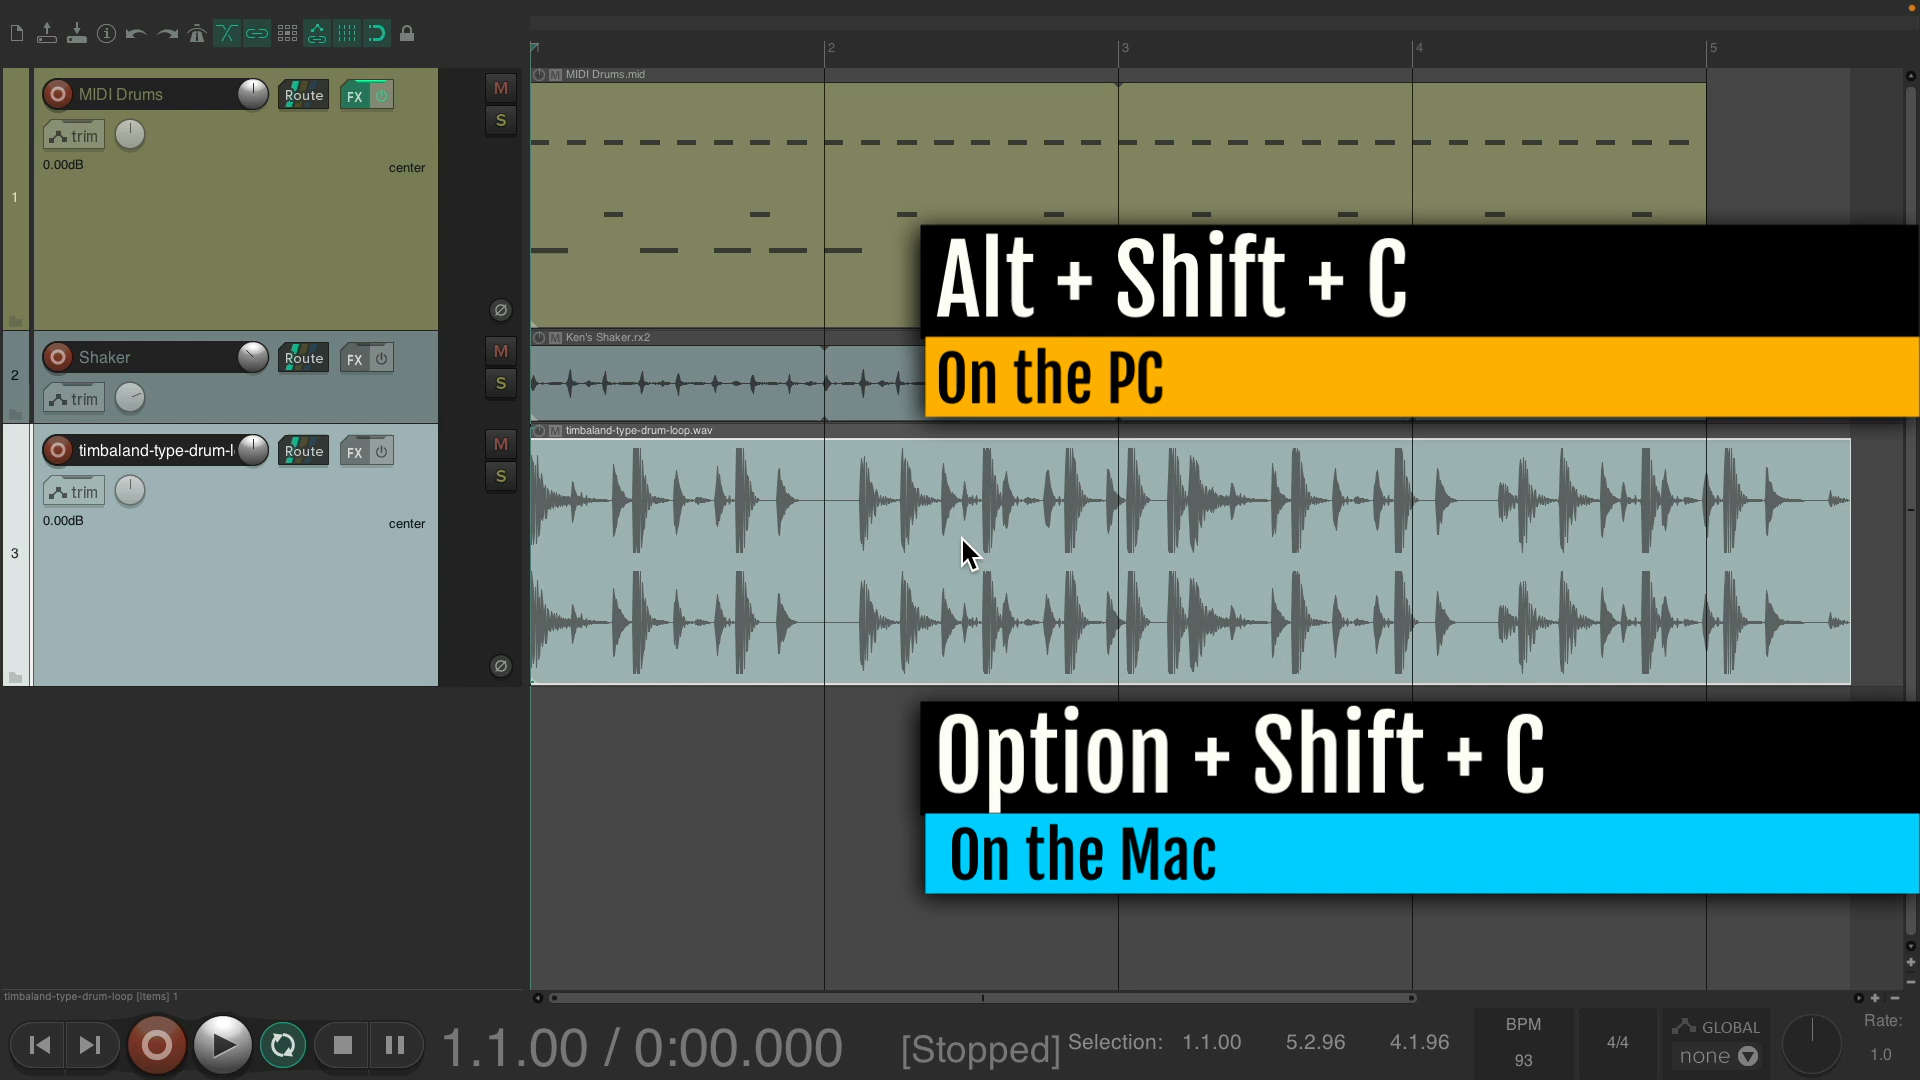 1 2 3 4 5
MIDI Drums Route FX M
S
trim
0.00dB center
1
MIDI Drums.mid
Alt + Shift + C
On the PC
Shaker Route FX M
S
trim
2
Ken's Shaker.rx2
timbaland-type-drum-l Route FX M
S
trim
0.00dB center
3
timbaland-type-drum-loop.wav
Option + Shift + C
On the Mac
timbaland-type-drum-loop [items] 1
1.1.00 / 0:00.000 [Stopped] Selection: 1.1.00 5.2.96 4.1.96
BPM
93
4/4
GLOBAL
none
Rate:
1.0